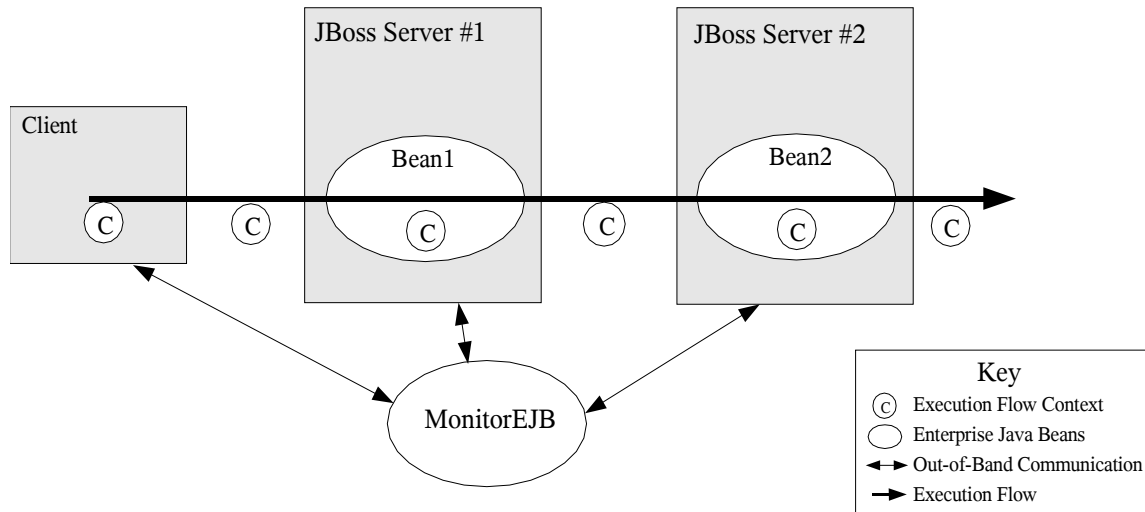 JBoss Server #1
JBoss Server #2
Client
Bean1
Bean2
C
C
C
C
C
C
MonitorEJB
Key
C Execution Flow Context
Enterprise Java Beans
Out-of-Band Communication
Execution Flow